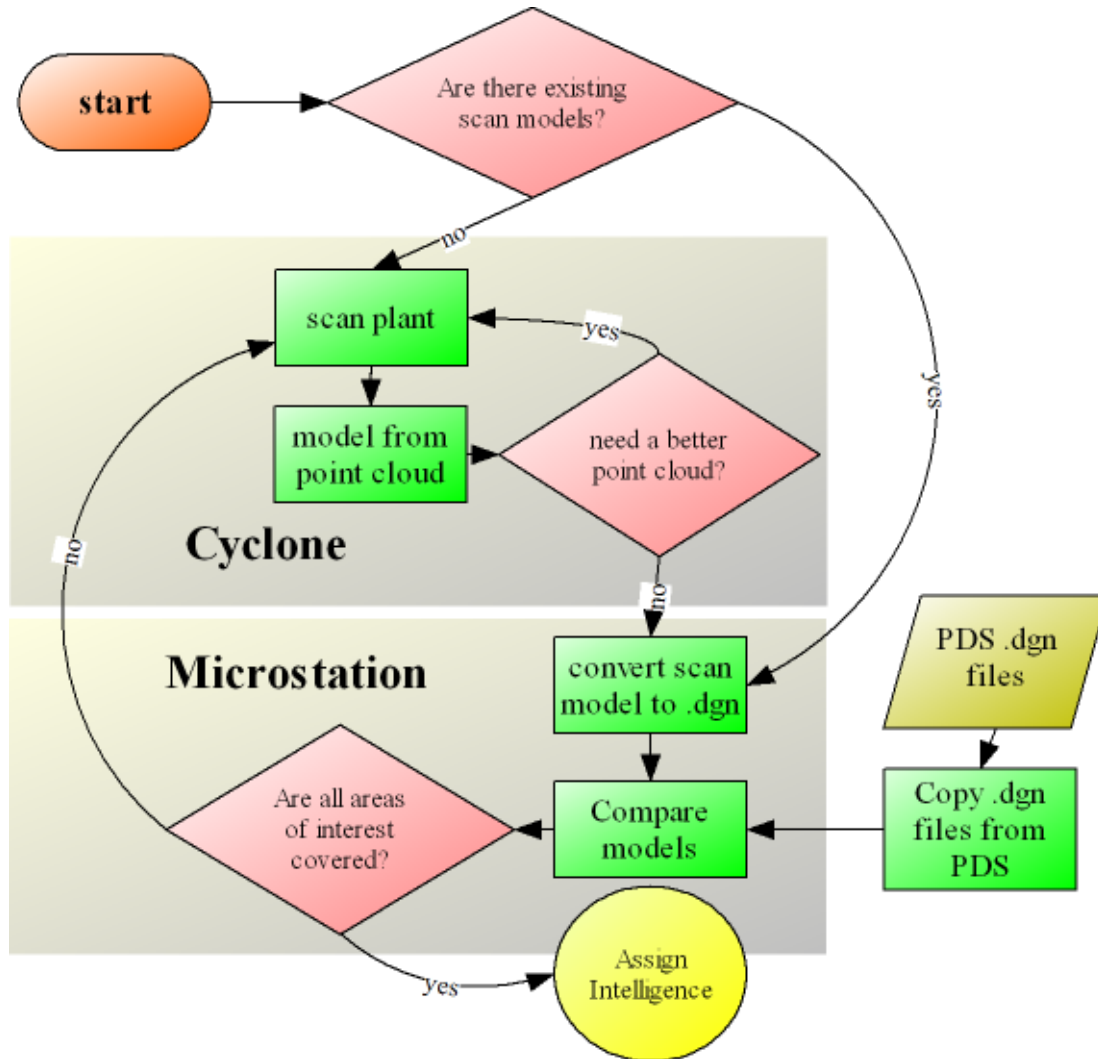 start
Are there existing
scan models?
no
yes
scan plant
yes
model from
point cloud
need a better
point cloud?
Cyclone
no
no
Microstation
convert scan
model to .dgn
PDS .dgn
files
Are all areas
of interest
covered?
Compare
models
Copy .dgn
files from
PDS
yes
Assign
Intelligence